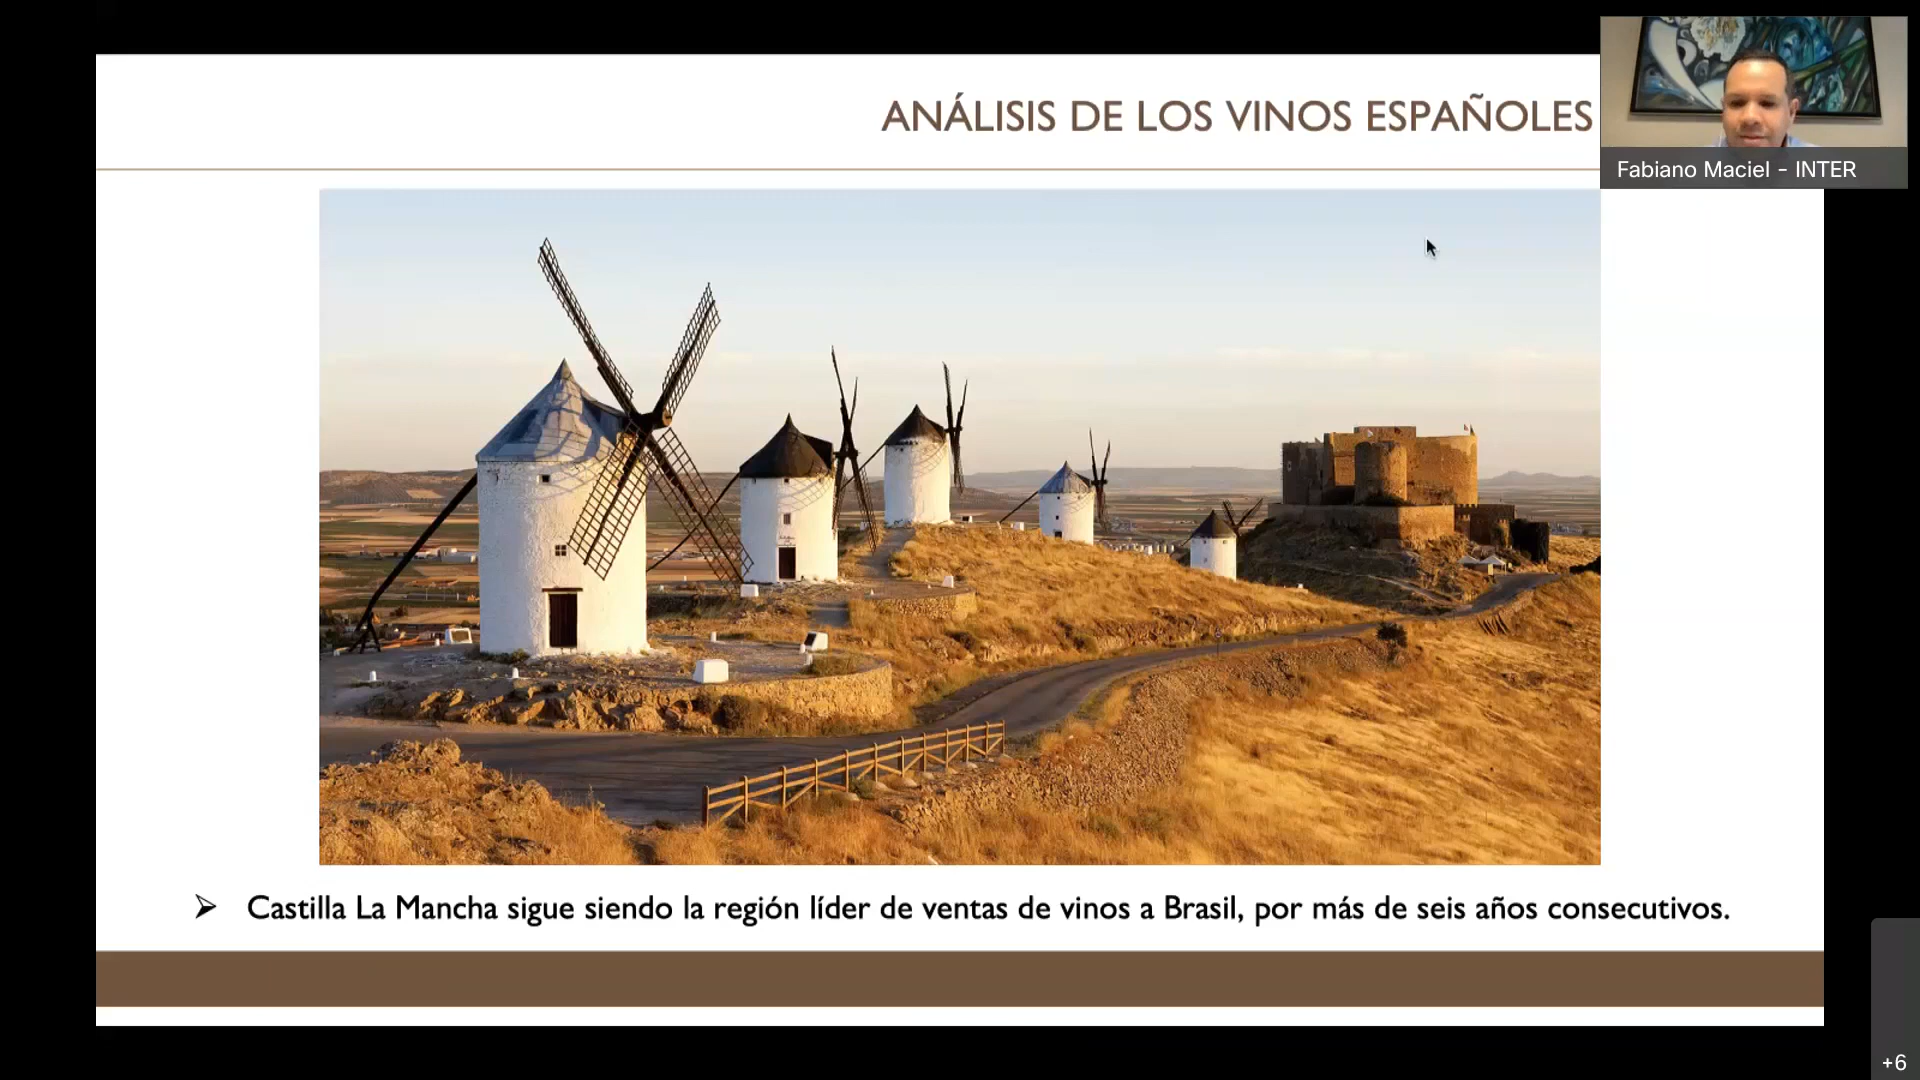 ANÁLISIS DE LOS VINOS ESPAÑOLES
Fabiano Maciel - INTER
➢ Castilla La Mancha sigue siendo la región líder de ventas de vinos a Brasil, por más de seis años consecutivos.
+6